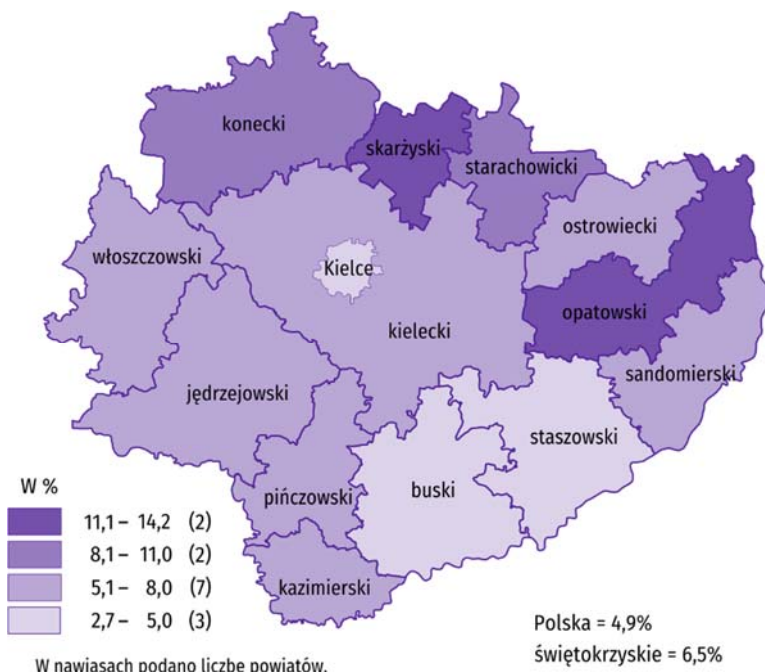 konecki
skarżyski
starachowicki
ostrowiecki
włoszczowski
Kielce
opatowski
kielecki
sandomierski
jędrzejowski
staszowski
W %
pińczowski
buski
11,1 – 14,2 (2)
8,1 – 11,0 (2)
5,1 – 8,0 (7)
kazimierski
2,7 – 5,0 (3)
Polska = 4,9%
świętokrzyskie = 6,5%
W nawiasach podano liczbę powiatów.